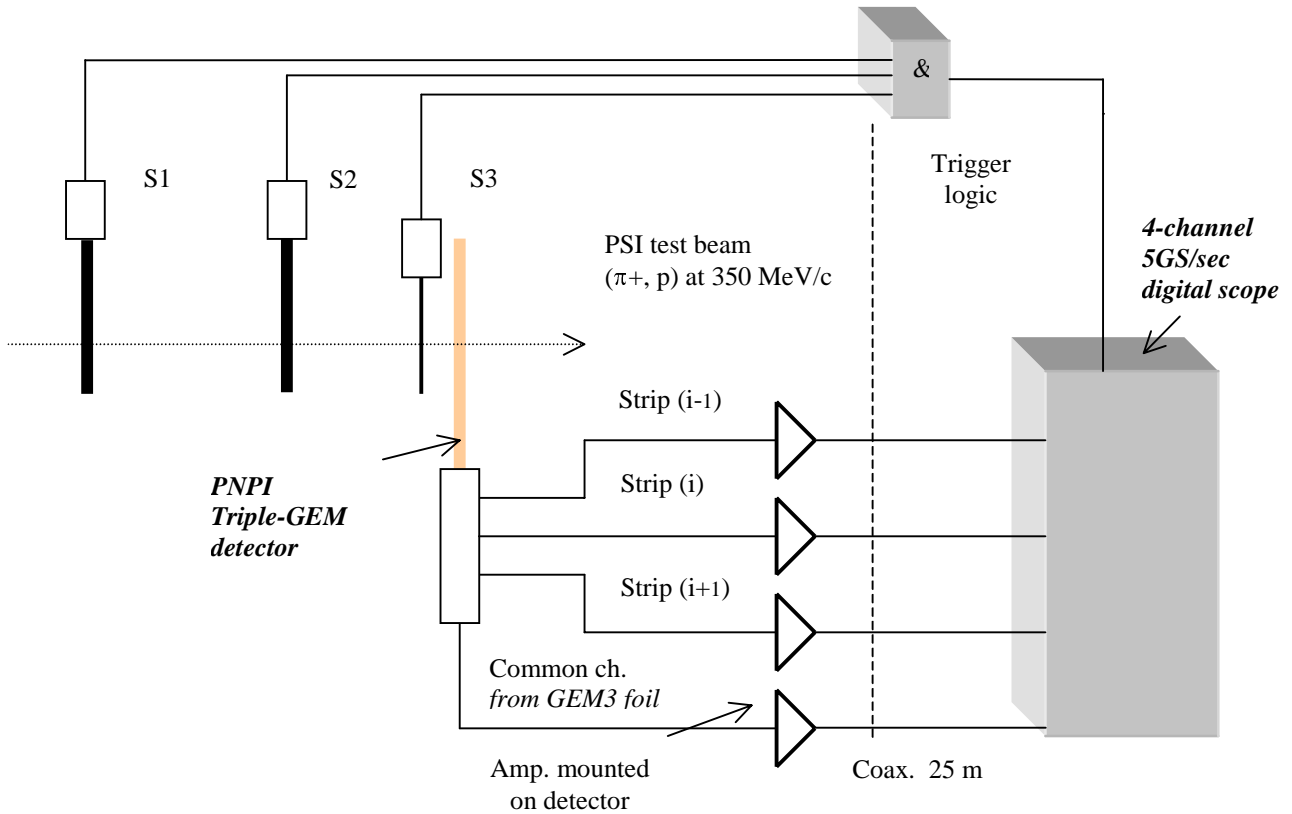 &
S1
S2
S3
Trigger
logic
PSI test beam
(π+, p) at 350 MeV/c
4-channel
5GS/sec
digital scope
Strip (i-1)
PNPI
Triple-GEM
detector
Strip (i)
Strip (i+1)
Common ch.
from GEM3 foil
Amp. mounted
on detector
Coax. 25 m